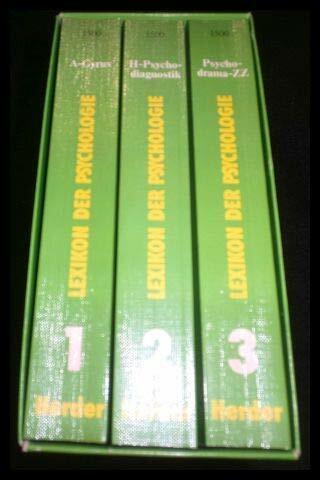 1500
A-Gyrus
LEXIKON DER PSYCHOLOGIE
1
Herder
1500
H-Psycho-
diagnostik
LEXIKON DER PSYCHOLOGIE
2
Herder
1500
Psycho-
drama-ZZ
LEXIKON DER PSYCHOLOGIE
3
Herder